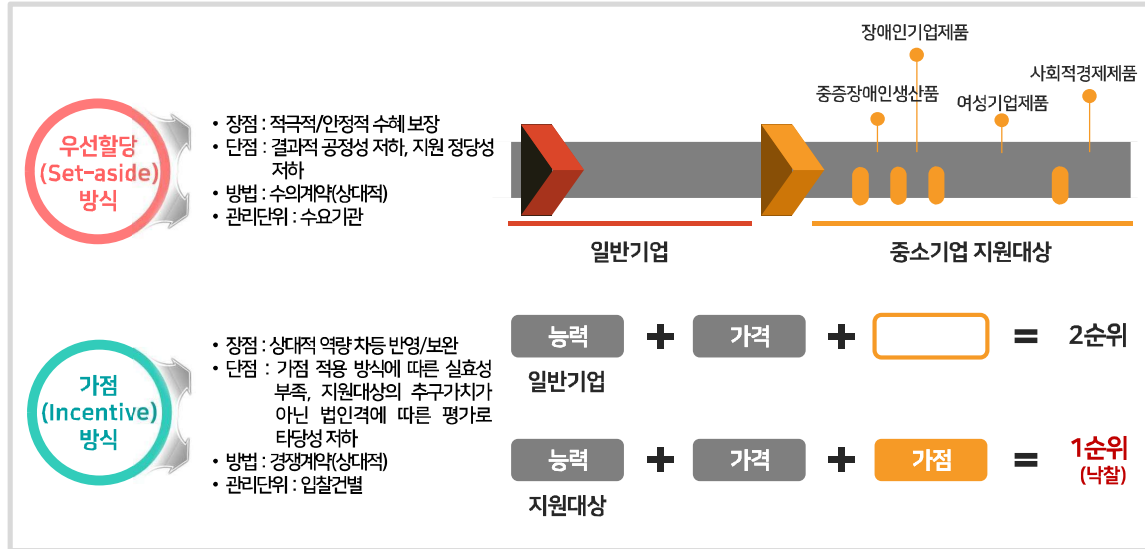 우선할당
(Set-aside)
방식
• 장점 : 적극적/안정적 수혜 보장
• 단점 : 결과적 공정성 저하, 지원 정당성
저하
• 방법 : 수의계약(상대적)
• 관리단위 : 수요기관
장애인기업제품
사회적경제제품
중증장애인생산품
여성기업제품
일반기업
중소기업 지원대상
가점
(Incentive)
방식
• 장점 : 상대적 역량 차등 반영/보완
• 단점 : 가점 적용 방식에 따른 실효성
부족, 지원대상의 추구가치가
아닌 법인격에 따른 평가로
타당성 저하
• 방법 : 경쟁계약(상대적)
• 관리단위 : 입찰건별
능력 + 가격 + = 2순위
일반기업
능력 + 가격 + 가점 = 1순위
(낙찰)
지원대상